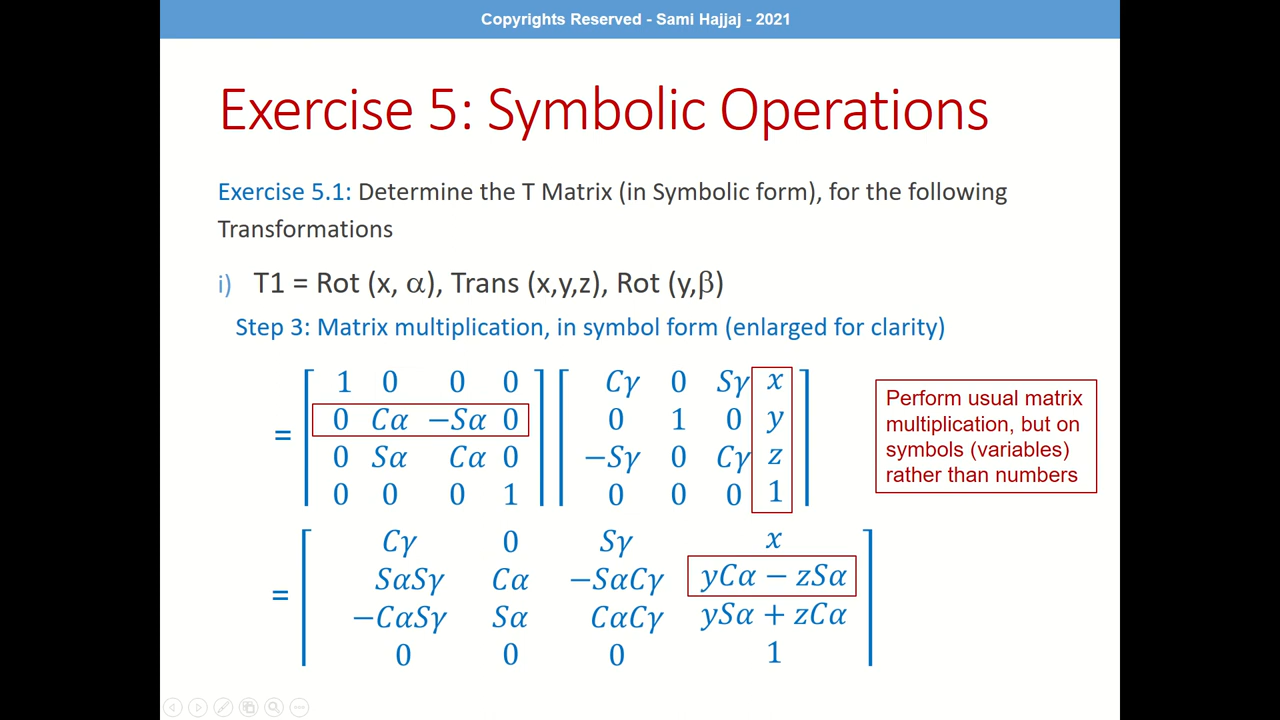 Copyrights Reserved - Sami Hajjaj - 2021
Exercise 5: Symbolic Operations
Exercise 5.1: Determine the T Matrix (in Symbolic form), for the following
Transformations
i) T1 = Rot (x, α), Trans (x,y,z), Rot (y,β)
Step 3: Matrix multiplication, in symbol form (enlarged for clarity)
1 0 0 0 Cγ 0 Sγ x
0 Cα −Sα 0 0 1 0 y
=
0 Sα Cα 0 −Sγ 0 Cγ z
0 0 0 1 0 0 0 1
Perform usual matrix
multiplication, but on
symbols (variables)
rather than numbers
Cγ 0 Sγ x
SαSγ Cα −SαCγ yCα − zSα
=
−CαSγ Sα CαCγ ySα + zCα
0 0 0 1